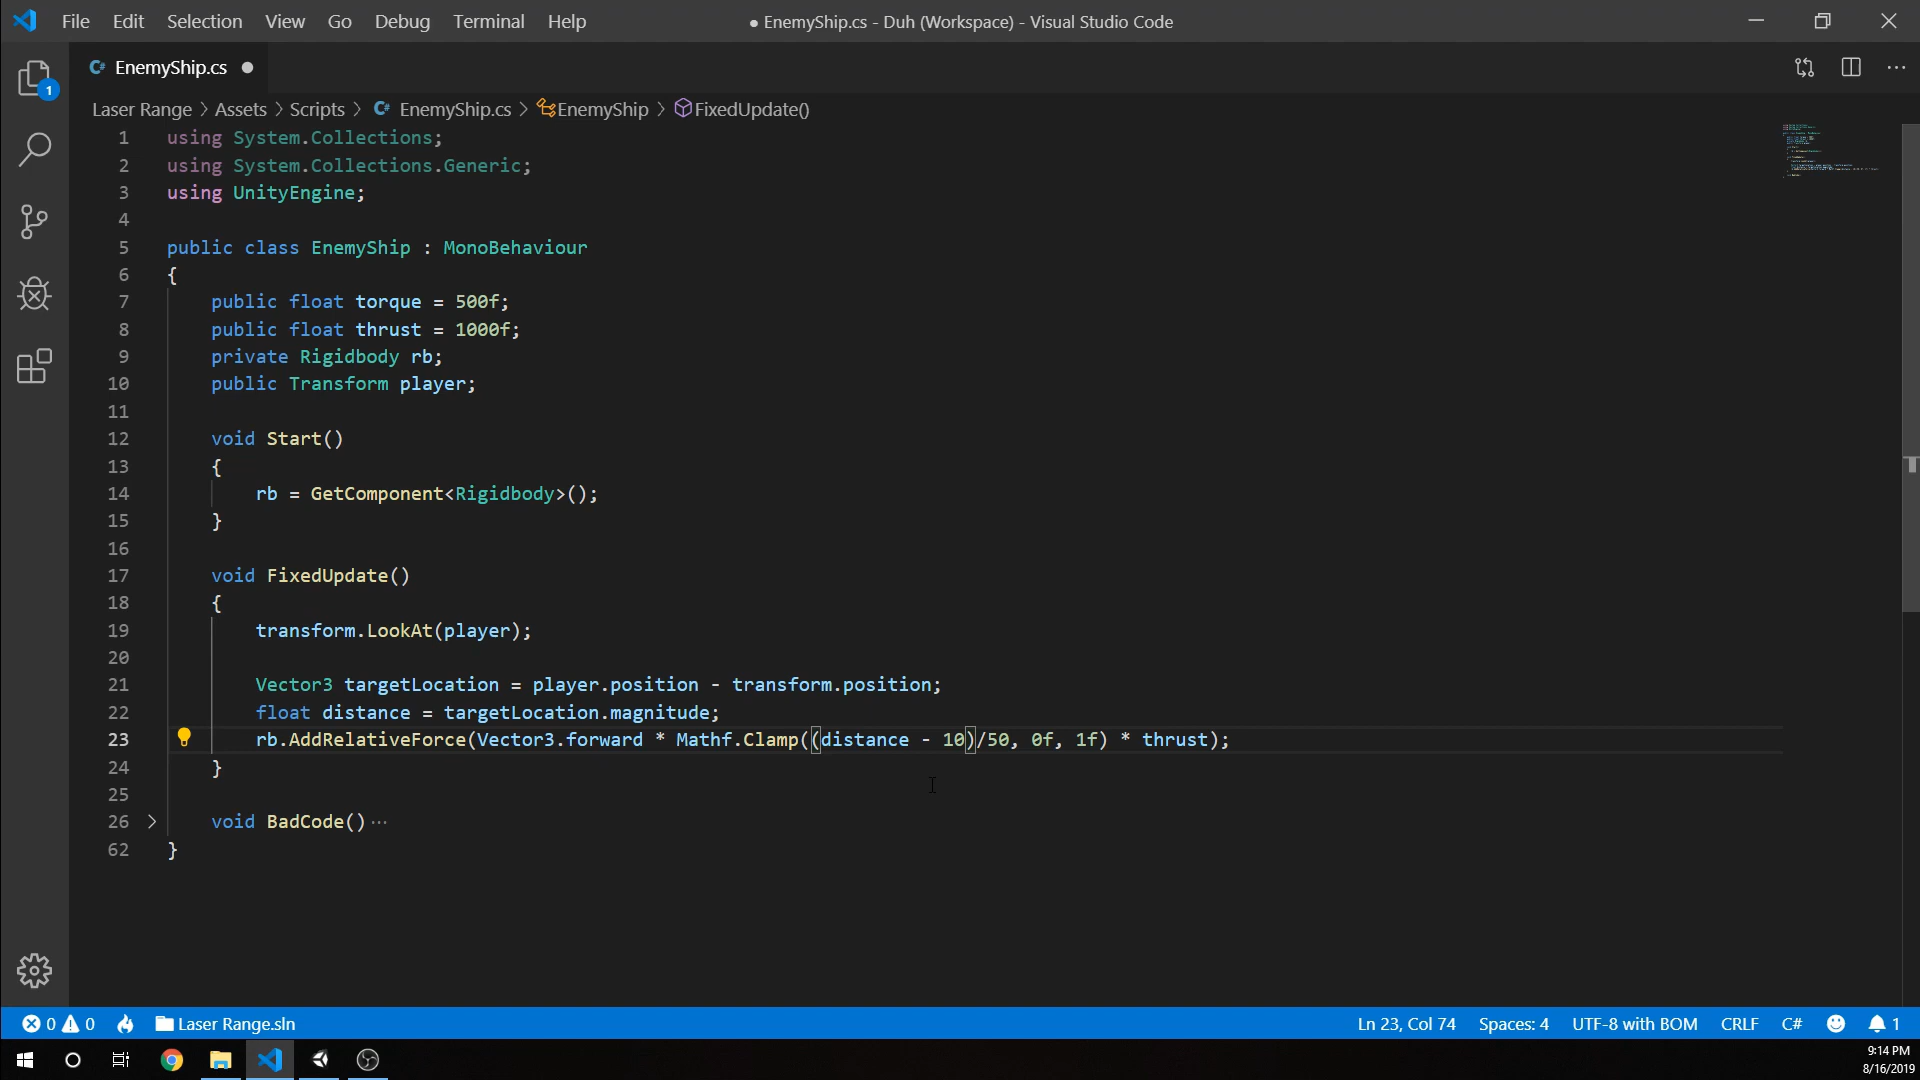 File Edit Selection View Go Debug Terminal Help ● EnemyShip.cs - Duh (Workspace) - Visual Studio Code
C# EnemyShip.cs ●
1
Laser Range > Assets > Scripts > C# EnemyShip.cs > EnemyShip > FixedUpdate()
1 using System.Collections;
2 using System.Collections.Generic;
3 using UnityEngine;
4
5 public class EnemyShip : MonoBehaviour
6 {
7 public float torque = 500f;
8 public float thrust = 1000f;
9 private Rigidbody rb;
10 public Transform player;
11
12 void Start()
13 {
14 rb = GetComponent<Rigidbody>();
15 }
16
17 void FixedUpdate()
18 {
19 transform.LookAt(player);
20
21 Vector3 targetLocation = player.position - transform.position;
22 float distance = targetLocation.magnitude;
23 rb.AddRelativeForce(Vector3.forward * Mathf.Clamp((distance - 10)/50, 0f, 1f) * thrust);
24 }
25
26 void BadCode()···
62 }
0 0 Laser Range.sln Ln 23, Col 74 Spaces: 4 UTF-8 with BOM CRLF C# 1
9:14 PM
8/16/2019